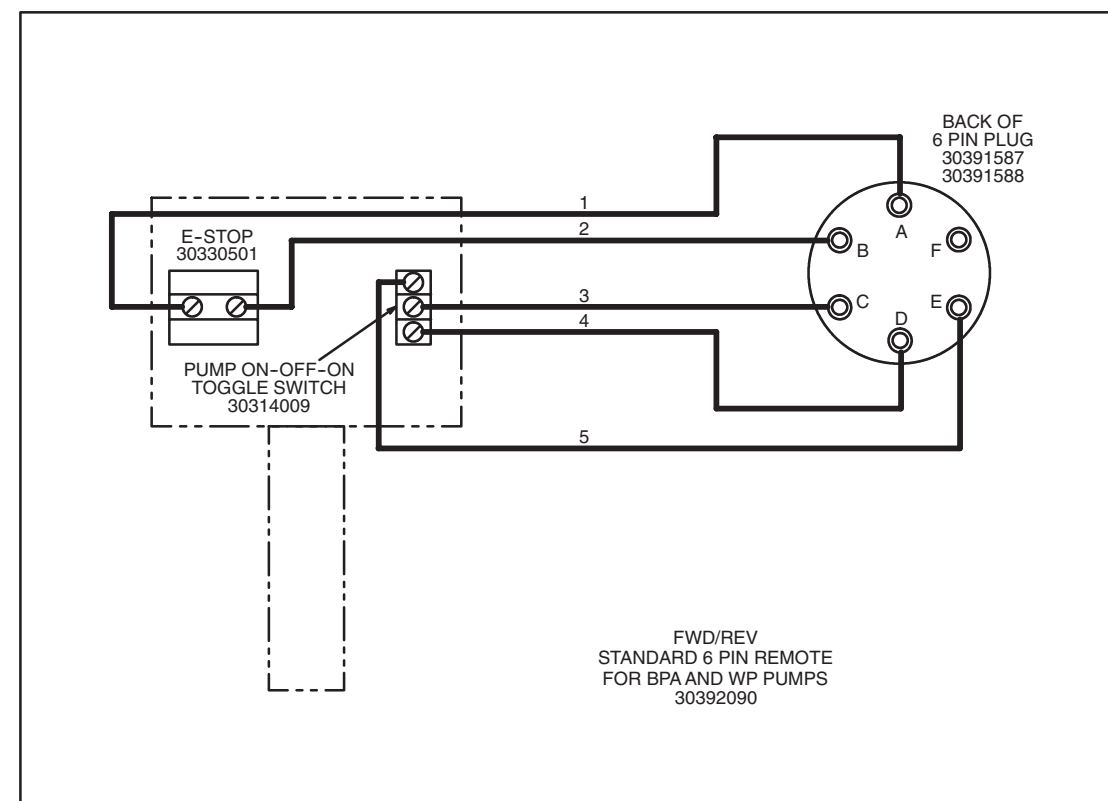 BACK OF
6 PIN PLUG
30391587
30391588
1
2
A
B
F
E-STOP
30330501
3
C
E
D
4
PUMP ON-OFF-ON
TOGGLE SWITCH
30314009
5
FWD/REV
STANDARD 6 PIN REMOTE
FOR BPA AND WP PUMPS
30392090